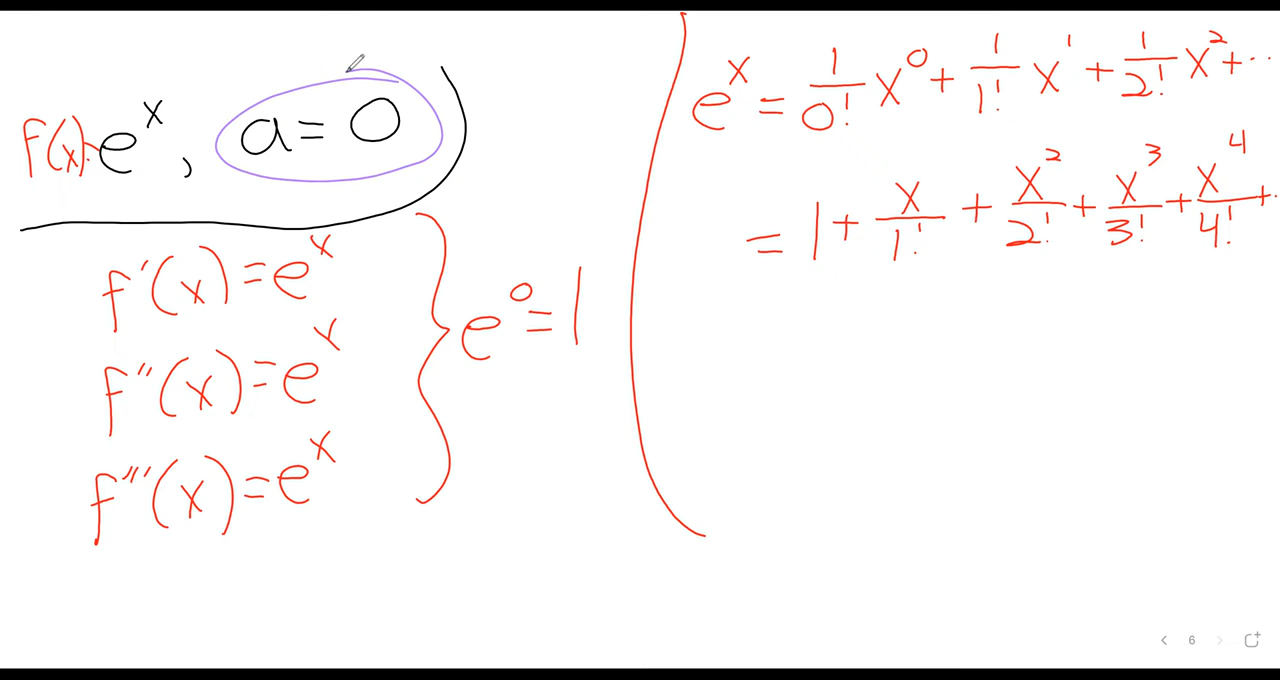 f(x)=e^x, a=0
f'(x)=e^x
f''(x)=e^x
f'''(x)=e^x
e^0=1
e^x = 1/0! x^0 + 1/1! x^1 + 1/2! x^2 + ...
= 1 + x/1! + x^2/2! + x^3/3! + x^4/4! + ...
6